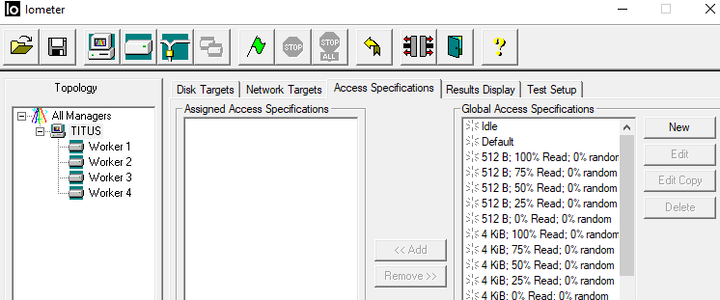 Iometer
STOP
STOP
ALL
?
Topology
All Managers
TITUS
Worker 1
Worker 2
Worker 3
Worker 4
Disk Targets
Network Targets
Access Specifications
Results Display
Test Setup
Assigned Access Specifications
<< Add
Remove >>
Global Access Specifications
Idle
Default
512 B; 100% Read; 0% random
512 B; 75% Read; 0% random
512 B; 50% Read; 0% random
512 B; 25% Read; 0% random
512 B; 0% Read; 0% random
4 KiB; 100% Read; 0% random
4 KiB; 75% Read; 0% random
4 KiB; 50% Read; 0% random
4 KiB; 25% Read; 0% random
4 KiB; 0% Read; 0% random
New
Edit
Edit Copy
Delete